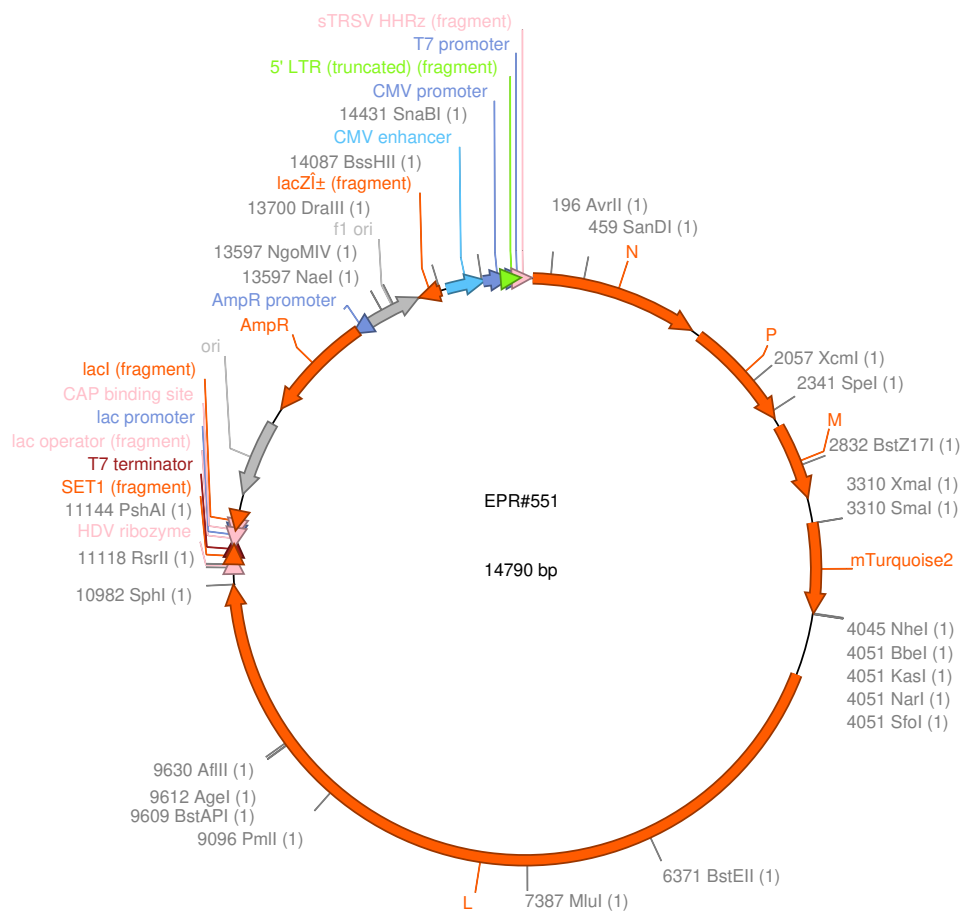 sTRSV HHRz (fragment)
T7 promoter
5' LTR (truncated) (fragment)
CMV promoter
14431 SnaBI (1)
CMV enhancer
14087 BssHII (1)
lacZÎ± (fragment)
13700 DraIII (1)
f1 ori
13597 NgoMIV (1)
13597 NaeI (1)
AmpR promoter
AmpR
ori
lacI (fragment)
CAP binding site
lac promoter
lac operator (fragment)
T7 terminator
SET1 (fragment)
11144 PshAI (1)
HDV ribozyme
11118 RsrII (1)
10982 SphI (1)
196 AvrII (1)
459 SanDI (1)
N
P
2057 XcmI (1)
2341 SpeI (1)
M
2832 BstZ17I (1)
3310 XmaI (1)
3310 SmaI (1)
mTurquoise2
4045 NheI (1)
4051 BbeI (1)
4051 KasI (1)
4051 NarI (1)
4051 SfoI (1)
EPR#551
14790 bp
9630 AflII (1)
9612 AgeI (1)
9609 BstAPI (1)
9096 PmlI (1)
L
7387 MluI (1)
6371 BstEII (1)